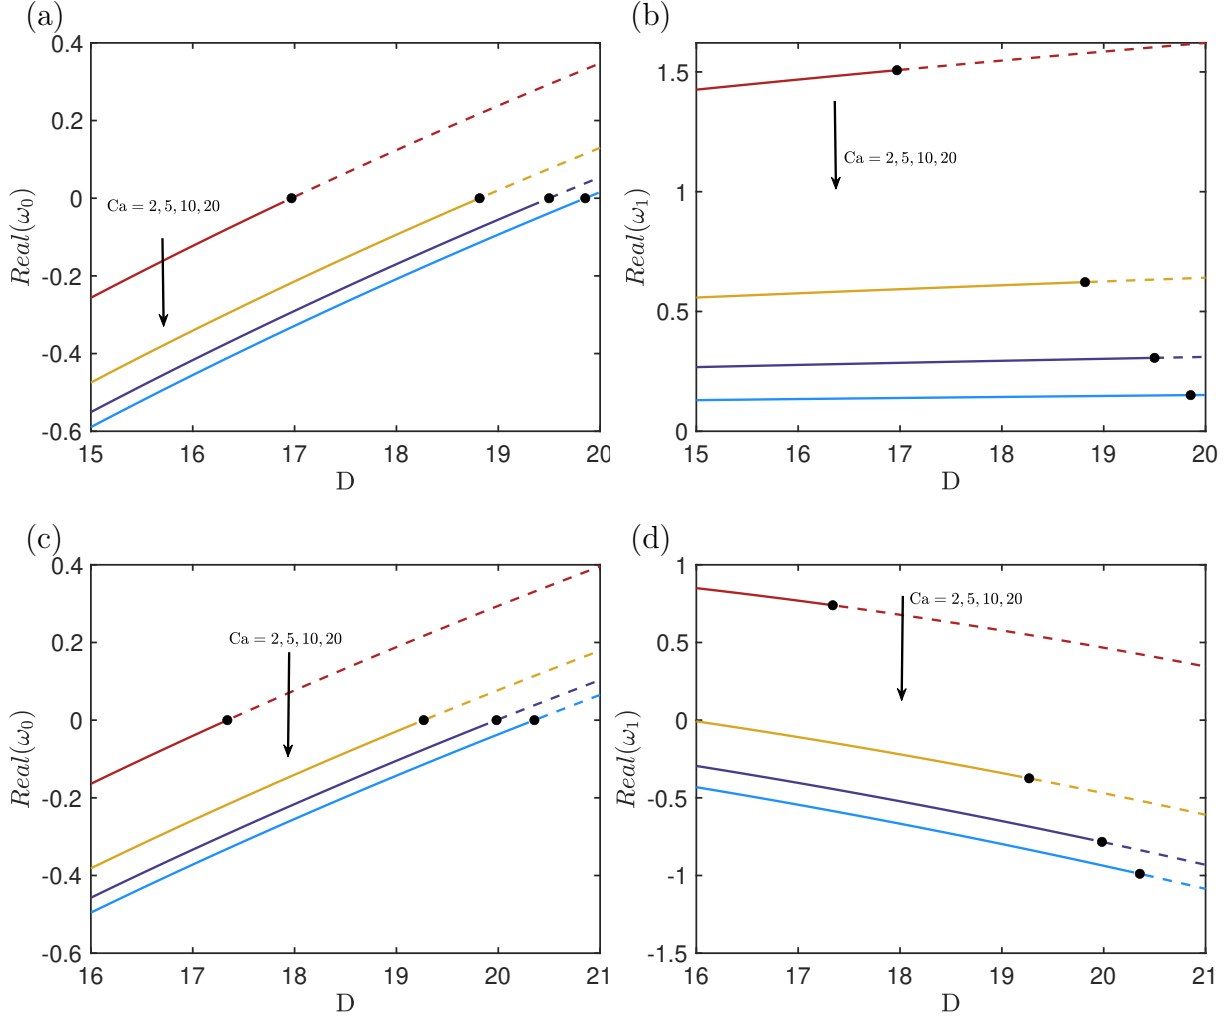 (a)
0.4
0.2
0
-0.2
-0.4
-0.6
Real(ω₀)
Ca = 2, 5, 10, 20
15 16 17 18 19 20
D
(b)
1.5
1
0.5
0
Real(ω₁)
Ca = 2, 5, 10, 20
15 16 17 18 19 20
D
(c)
0.4
0.2
0
-0.2
-0.4
-0.6
Real(ω₀)
Ca = 2, 5, 10, 20
16 17 18 19 20 21
D
(d)
1
0.5
0
-0.5
-1
-1.5
Real(ω₁)
Ca = 2, 5, 10, 20
16 17 18 19 20 21
D